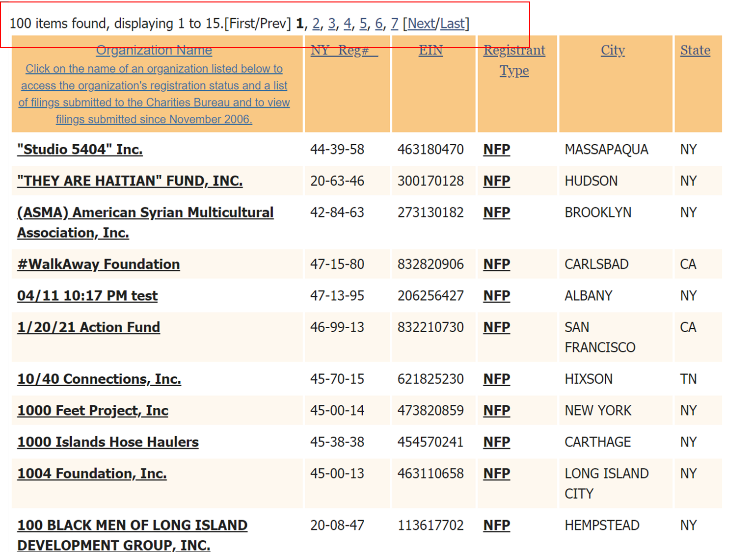 100 items found, displaying 1 to 15.[First/Prev] 1, 2, 3, 4, 5, 6, 7 [Next/Last]
Organization Name NY Reg# EIN Registrant City State
Click on the name of an organization listed below to Type
access the organization's registration status and a list
of filings submitted to the Charities Bureau and to view
filings submitted since November 2006.
"Studio 5404" Inc. 44-39-58 463180470 NFP MASSAPAQUA NY
"THEY ARE HAITIAN" FUND, INC. 20-63-46 300170128 NFP HUDSON NY
(ASMA) American Syrian Multicultural 42-84-63 273130182 NFP BROOKLYN NY
Association, Inc.
#WalkAway Foundation 47-15-80 832820906 NFP CARLSBAD CA
04/11 10:17 PM test 47-13-95 206256427 NFP ALBANY NY
1/20/21 Action Fund 46-99-13 832210730 NFP SAN CA
FRANCISCO
10/40 Connections, Inc. 45-70-15 621825230 NFP HIXSON TN
1000 Feet Project, Inc 45-00-14 473820859 NFP NEW YORK NY
1000 Islands Hose Haulers 45-38-38 454570241 NFP CARTHAGE NY
1004 Foundation, Inc. 45-00-13 463110658 NFP LONG ISLAND NY
CITY
100 BLACK MEN OF LONG ISLAND 20-08-47 113617702 NFP HEMPSTEAD NY
DEVELOPMENT GROUP, INC.